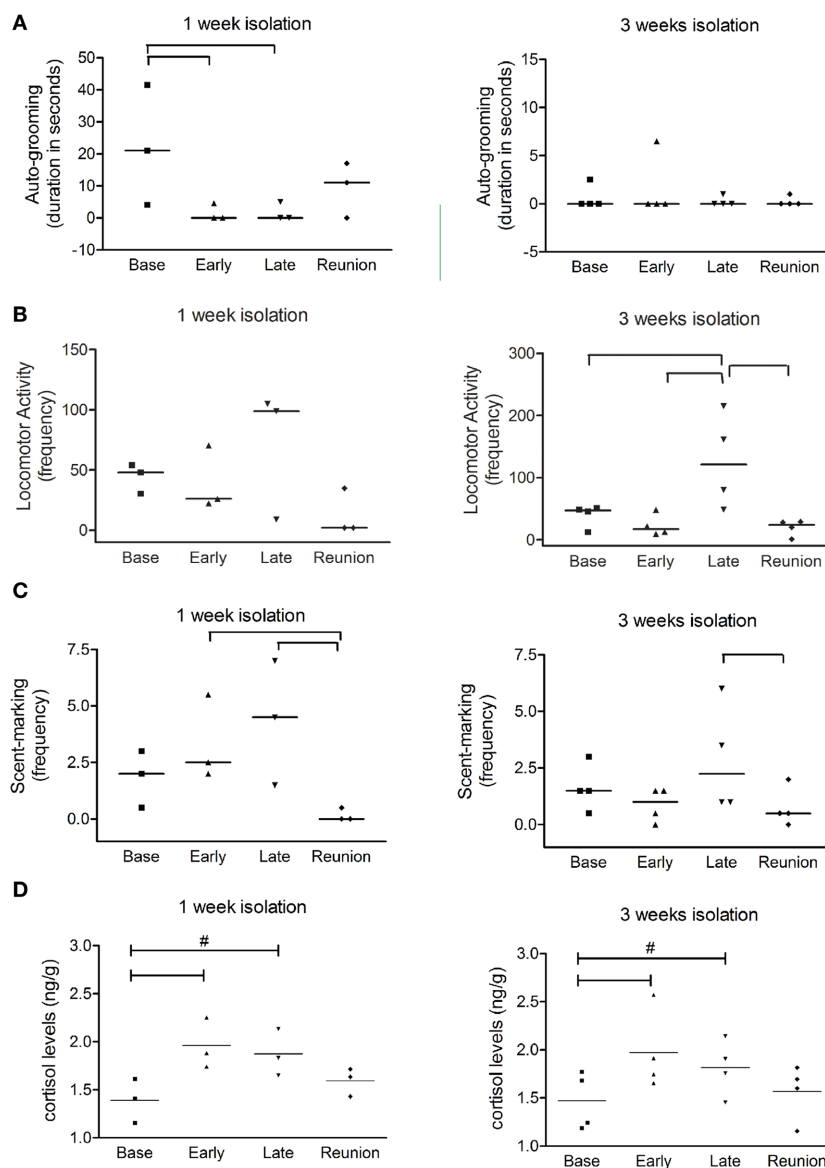 A
1 week isolation
3 weeks isolation
Auto-grooming
(duration in seconds)
50
40
30
20
10
0
-10
Base Early Late Reunion
Auto-grooming
(duration in seconds)
15
10
5
0
-5
Base Early Late Reunion
B
1 week isolation
3 weeks isolation
Locomotor Activity
(frequency)
150
100
50
0
Base Early Late Reunion
Locomotor Activity
(frequency)
300
200
100
0
Base Early Late Reunion
C
1 week isolation
3 weeks isolation
Scent-marking
(frequency)
7.5
5.0
2.5
0.0
Base Early Late Reunion
Scent-marking
(frequency)
7.5
5.0
2.5
0.0
Base Early Late Reunion
D
1 week isolation
3 weeks isolation
cortisol levels (ng/g)
3.0
2.5
2.0
1.5
1.0
#
Base Early Late Reunion
cortisol levels (ng/g)
3.0
2.5
2.0
1.5
1.0
#
Base Early Late Reunion